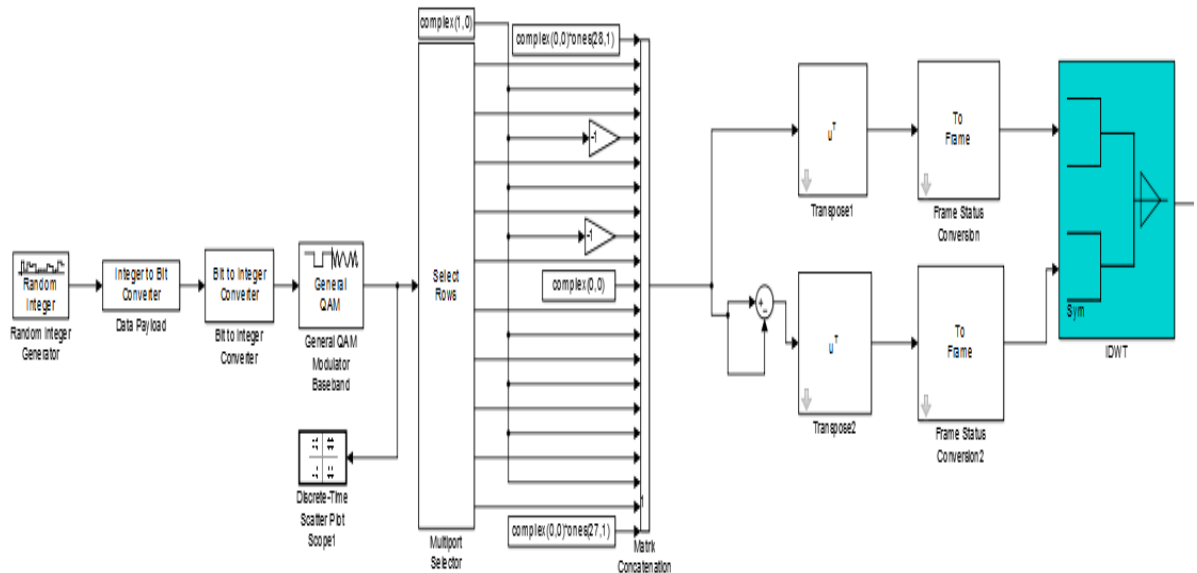 complex(1,0)
complex(0,0)*ones(28,1)
-1
-1
complex(0,0)
complex(0,0)*ones(27,1)
1
Random
Integer
Random Integer
Generator
Integer to Bit
Converter
Data Payload
Bit to Integer
Converter
Bit to Integer
Converter
General
QAM
General QAM
Modulator
Baseband
Discrete-Time
Scatter Plot
Scope1
Select
Rows
Multiport
Selector
Matrix
Concatenation
u^T
Transpose1
To
Frame
Frame Status
Conversion
u^T
Transpose2
To
Frame
Frame Status
Conversion2
Sym
IDWT